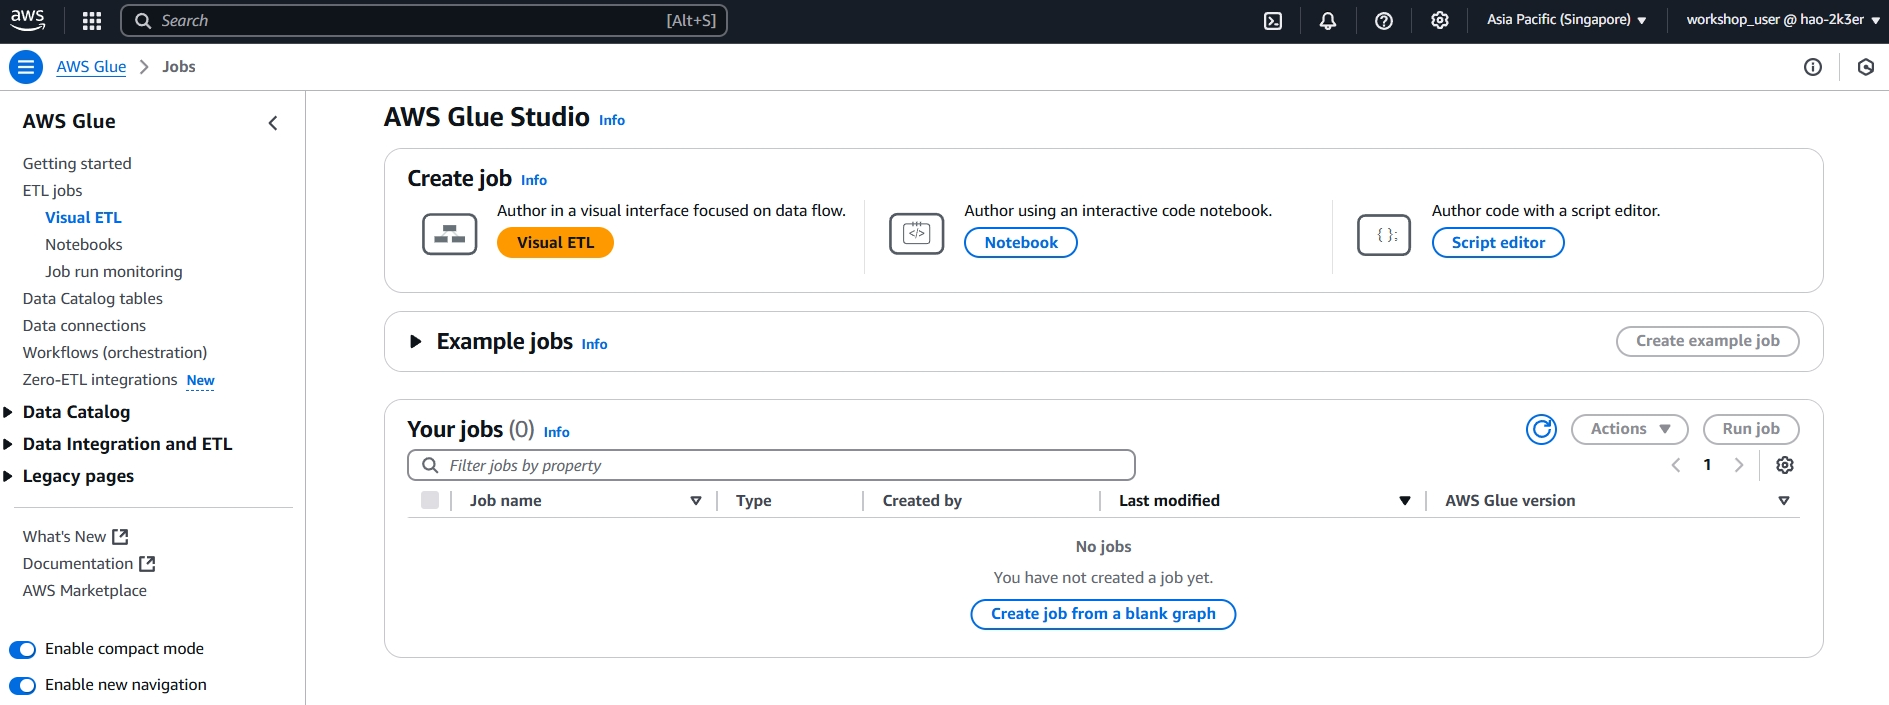 aws
Search [Alt+S]
Asia Pacific (Singapore)
workshop_user @ hao-2k3er
AWS Glue
Jobs
AWS Glue
Getting started
ETL jobs
Visual ETL
Notebooks
Job run monitoring
Data Catalog tables
Data connections
Workflows (orchestration)
Zero-ETL integrations New
Data Catalog
Data Integration and ETL
Legacy pages
What's New
Documentation
AWS Marketplace
Enable compact mode
Enable new navigation
AWS Glue Studio Info
Create job Info
Author in a visual interface focused on data flow.
Visual ETL
Author using an interactive code notebook.
Notebook
Author code with a script editor.
Script editor
Example jobs Info
Create example job
Your jobs (0) Info
Actions
Run job
Filter jobs by property
1
Job name Type Created by Last modified AWS Glue version
No jobs
You have not created a job yet.
Create job from a blank graph